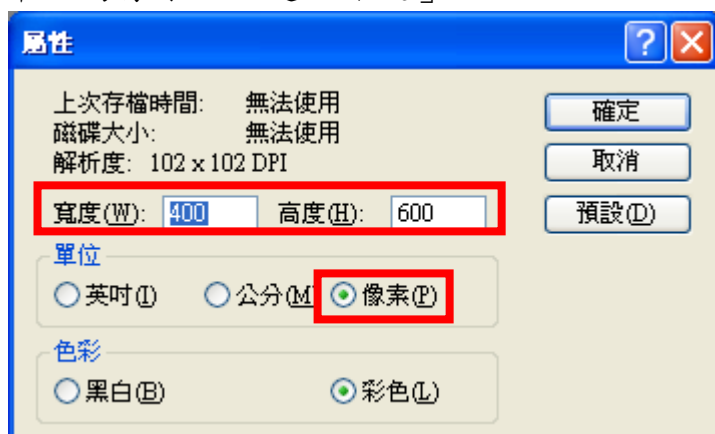 屬性
上次存檔時間: 無法使用
磁碟大小: 無法使用
解析度: 102 x 102 DPI
確定
取消
預設(D)
寬度(W): 400 高度(H): 600
單位
英吋(I) 公分(M 像素(P)
色彩
黑白(B) 彩色(L)